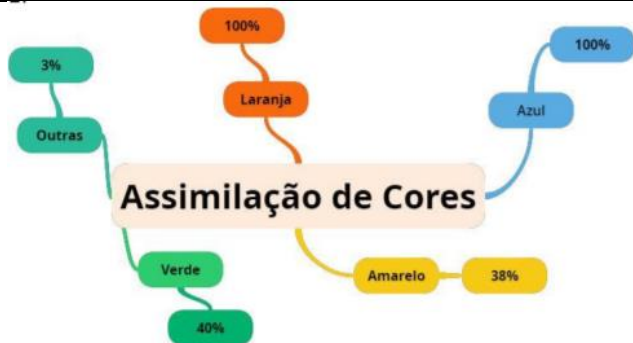 100%
Laranja
100%
Azul
3%
Outras
Assimilação de Cores
Verde
40%
Amarelo
38%